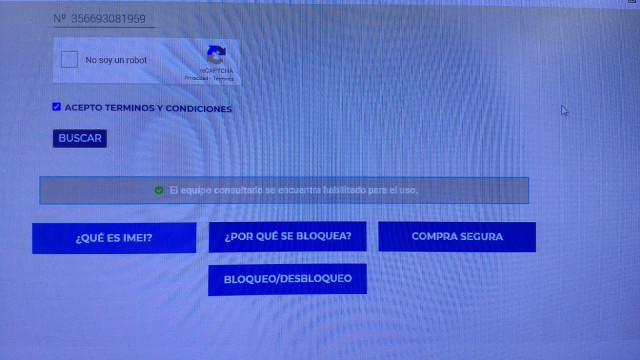 Nº 356693081959
No soy un robot
reCAPTCHA
Privacidad - Términos
ACEPTO TERMINOS Y CONDICIONES
BUSCAR
El equipo consultado se encuentra habilitado para el uso.
¿QUÉ ES IMEI?
¿POR QUÉ SE BLOQUEA?
COMPRA SEGURA
BLOQUEO/DESBLOQUEO